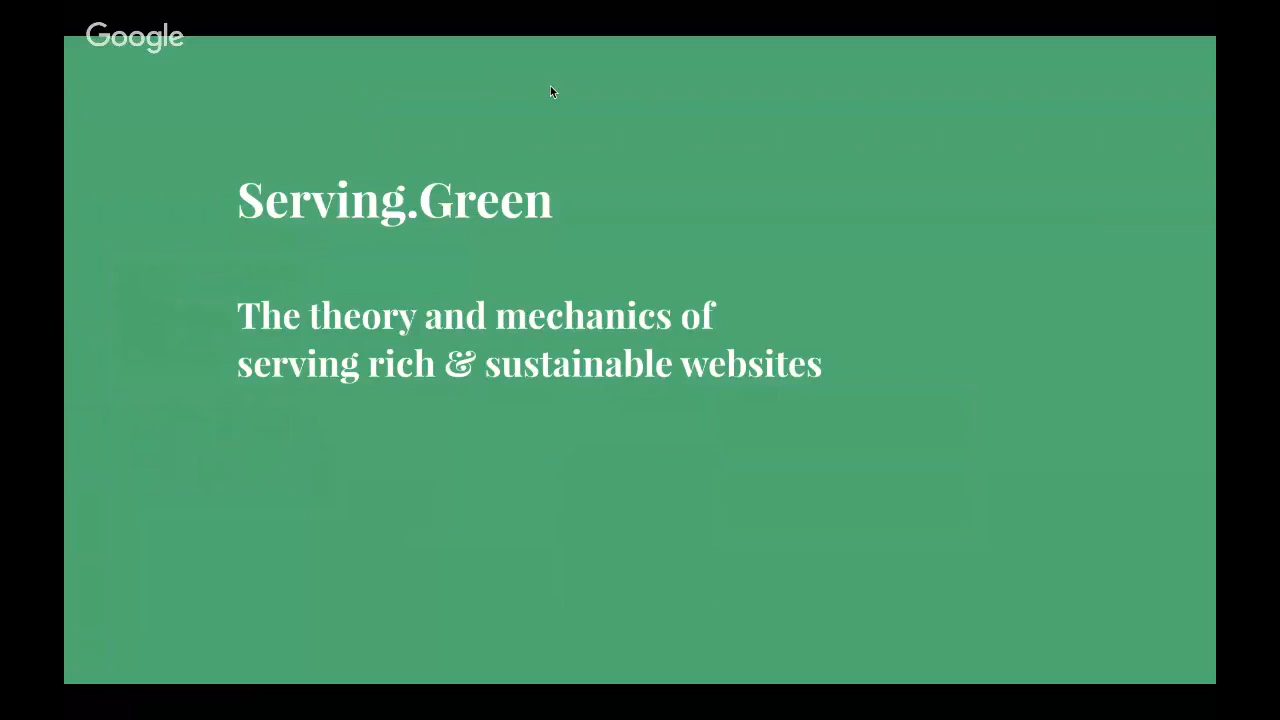 Google
Serving.Green
The theory and mechanics of
serving rich & sustainable websites